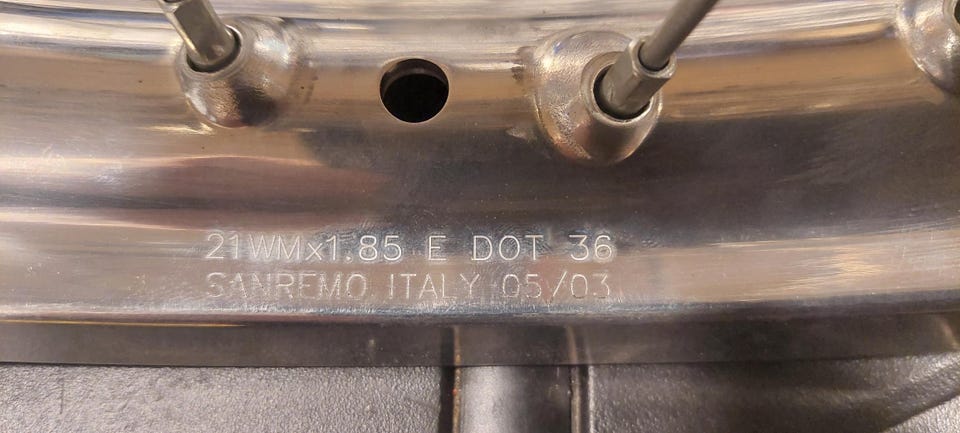 21WMx1.85 E DOT 36
SANREMO ITALY 05/03